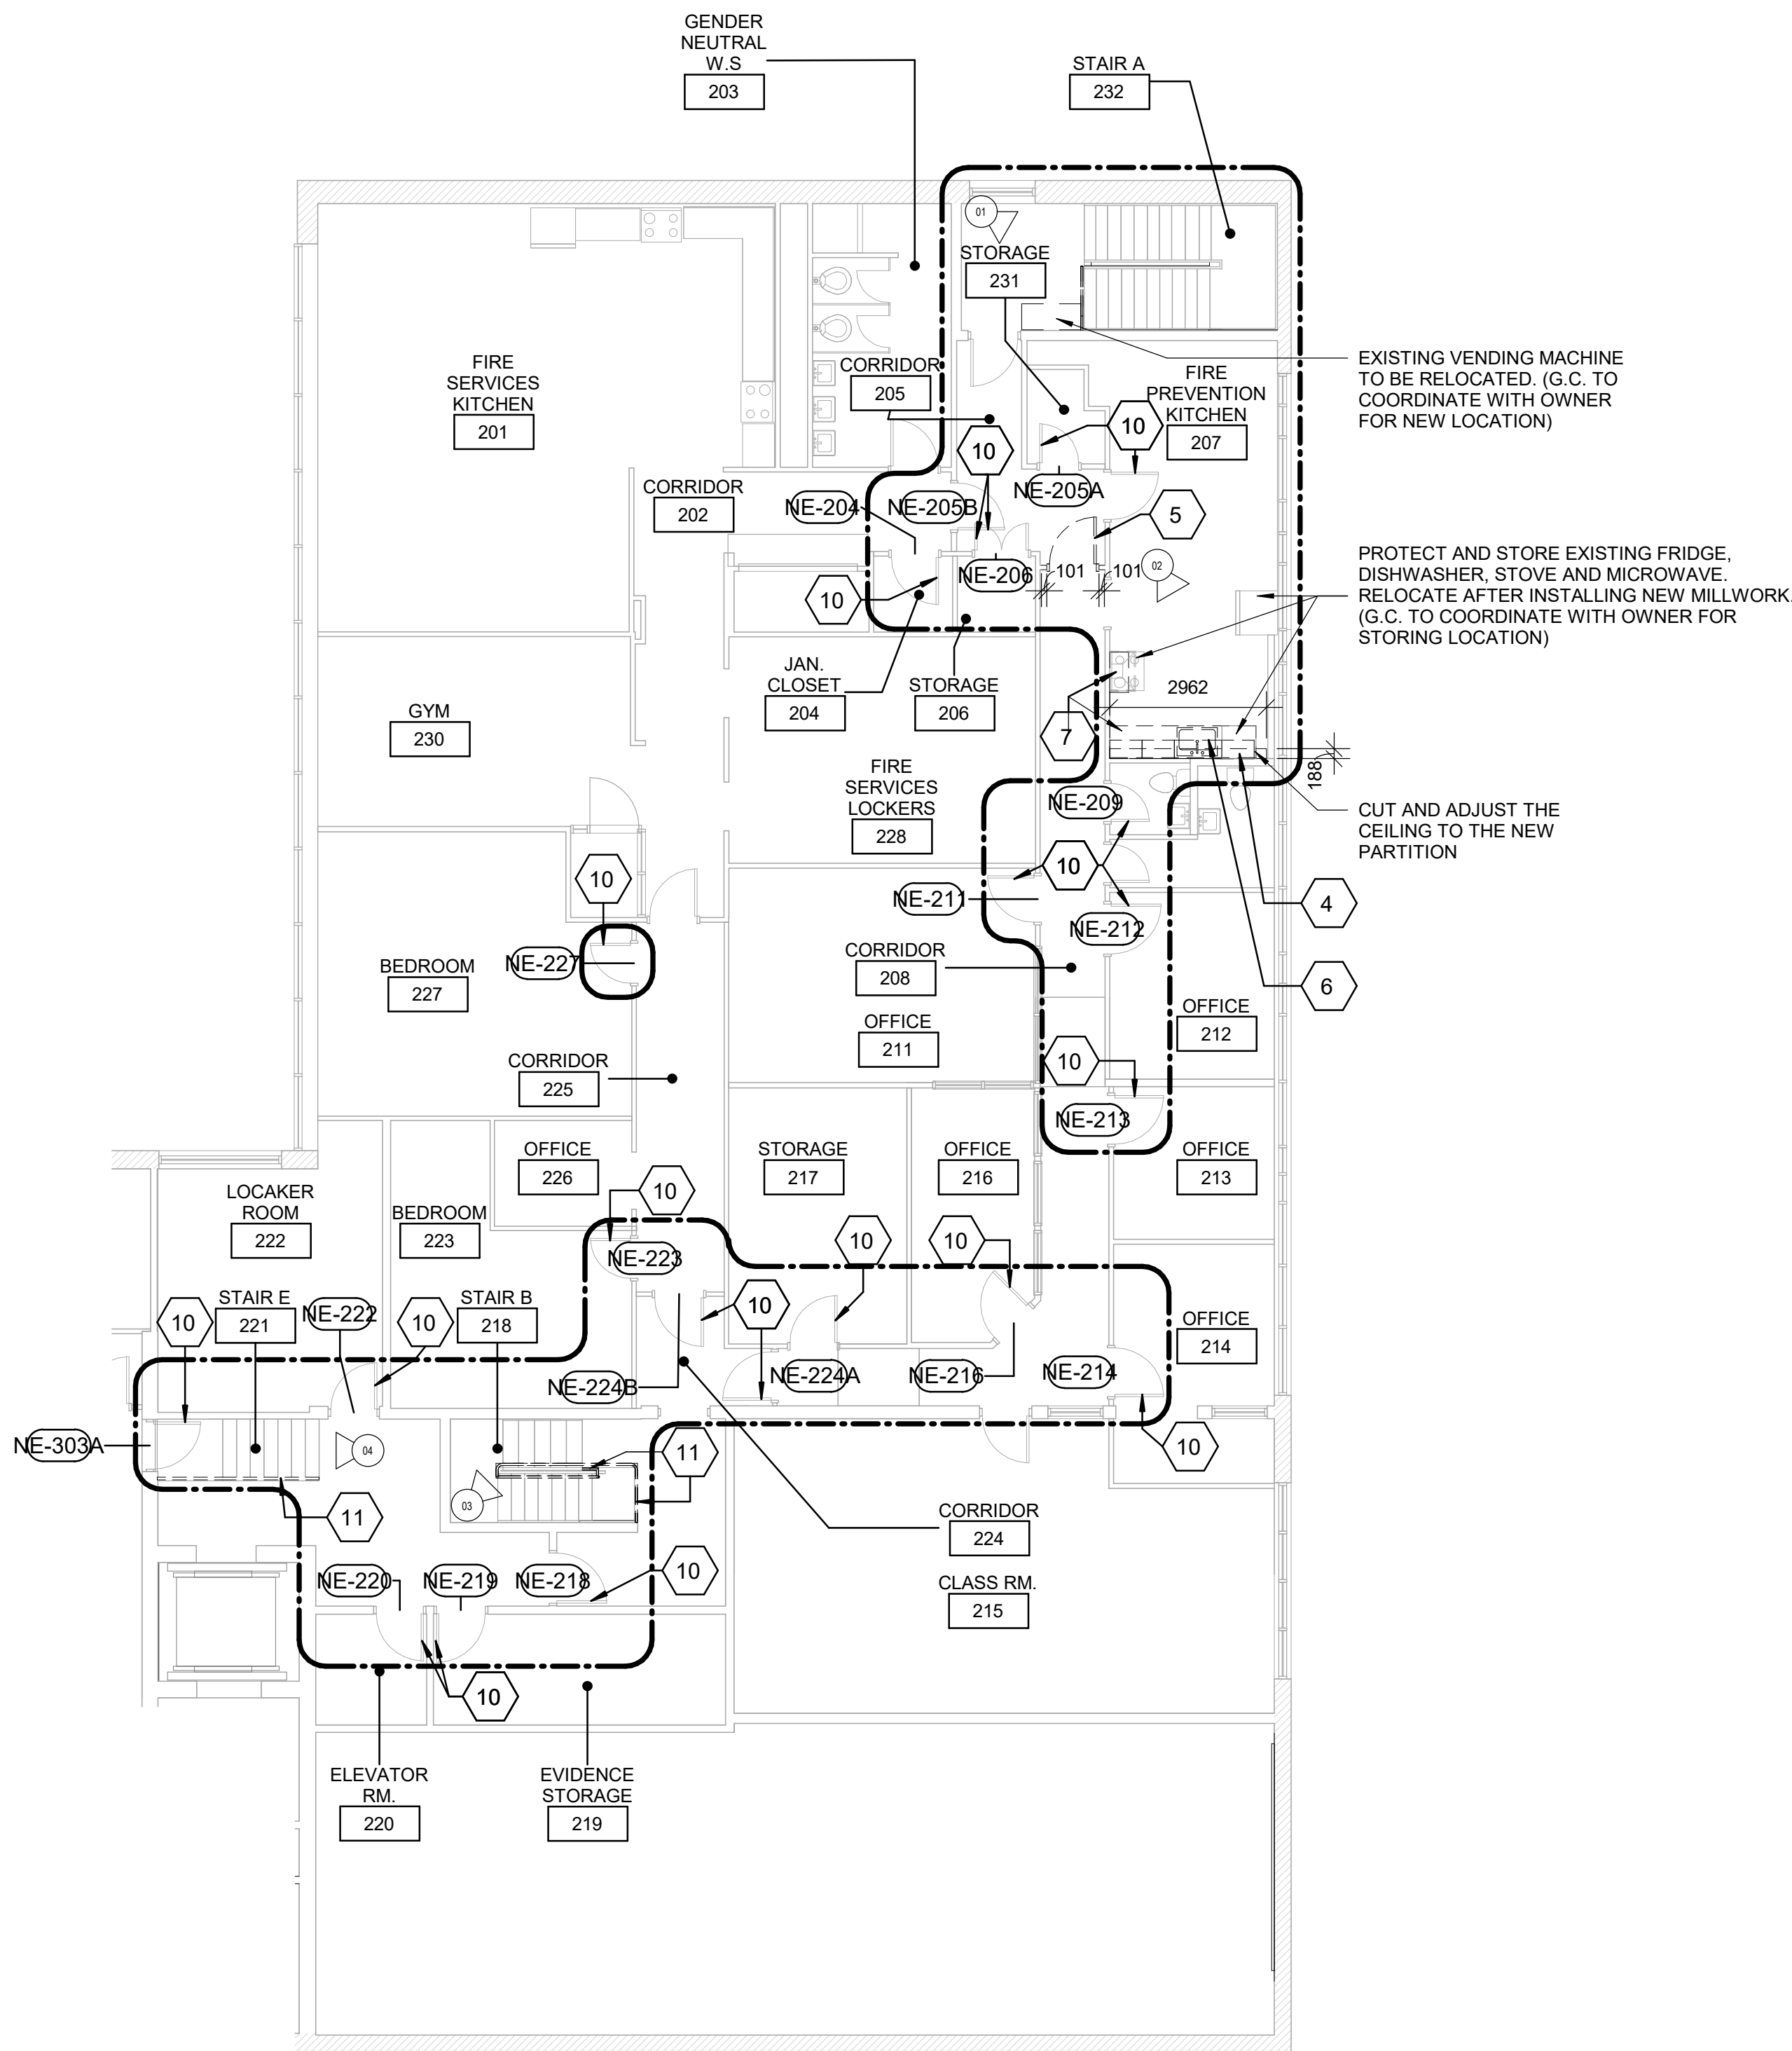 GENDER
NEUTRAL
W.S
203
STAIR A
232
01
STORAGE
231
FIRE
SERVICES
KITCHEN
201
CORRIDOR
205
FIRE
PREVENTION
KITCHEN
207
EXISTING VENDING MACHINE
TO BE RELOCATED. (G.C. TO
COORDINATE WITH OWNER
FOR NEW LOCATION)
10
10
CORRIDOR
202
NE-204
NE-205B
NE-205A
5
NE-206
101
101
02
10
PROTECT AND STORE EXISTING FRIDGE,
DISHWASHER, STOVE AND MICROWAVE.
RELOCATE AFTER INSTALLING NEW MILLWORK.
(G.C. TO COORDINATE WITH OWNER FOR
STORING LOCATION)
JAN.
CLOSET
204
STORAGE
206
2962
GYM
230
7
188
FIRE
SERVICES
LOCKERS
228
NE-209
CUT AND ADJUST THE
CEILING TO THE NEW
PARTITION
10
10
NE-211
4
NE-212
NE-227
BEDROOM
227
CORRIDOR
208
6
OFFICE
211
OFFICE
212
CORRIDOR
225
10
NE-213
OFFICE
226
STORAGE
217
OFFICE
216
OFFICE
213
LOCAKER
ROOM
222
BEDROOM
223
10
NE-223
10
10
STAIR E
221
NE-222
STAIR B
218
10
10
10
OFFICE
214
NE-224B
NE-224A
NE-216
NE-214
NE-303A
04
11
10
03
11
CORRIDOR
224
NE-220
NE-219
NE-218
10
CLASS RM.
215
10
ELEVATOR
RM.
220
EVIDENCE
STORAGE
219